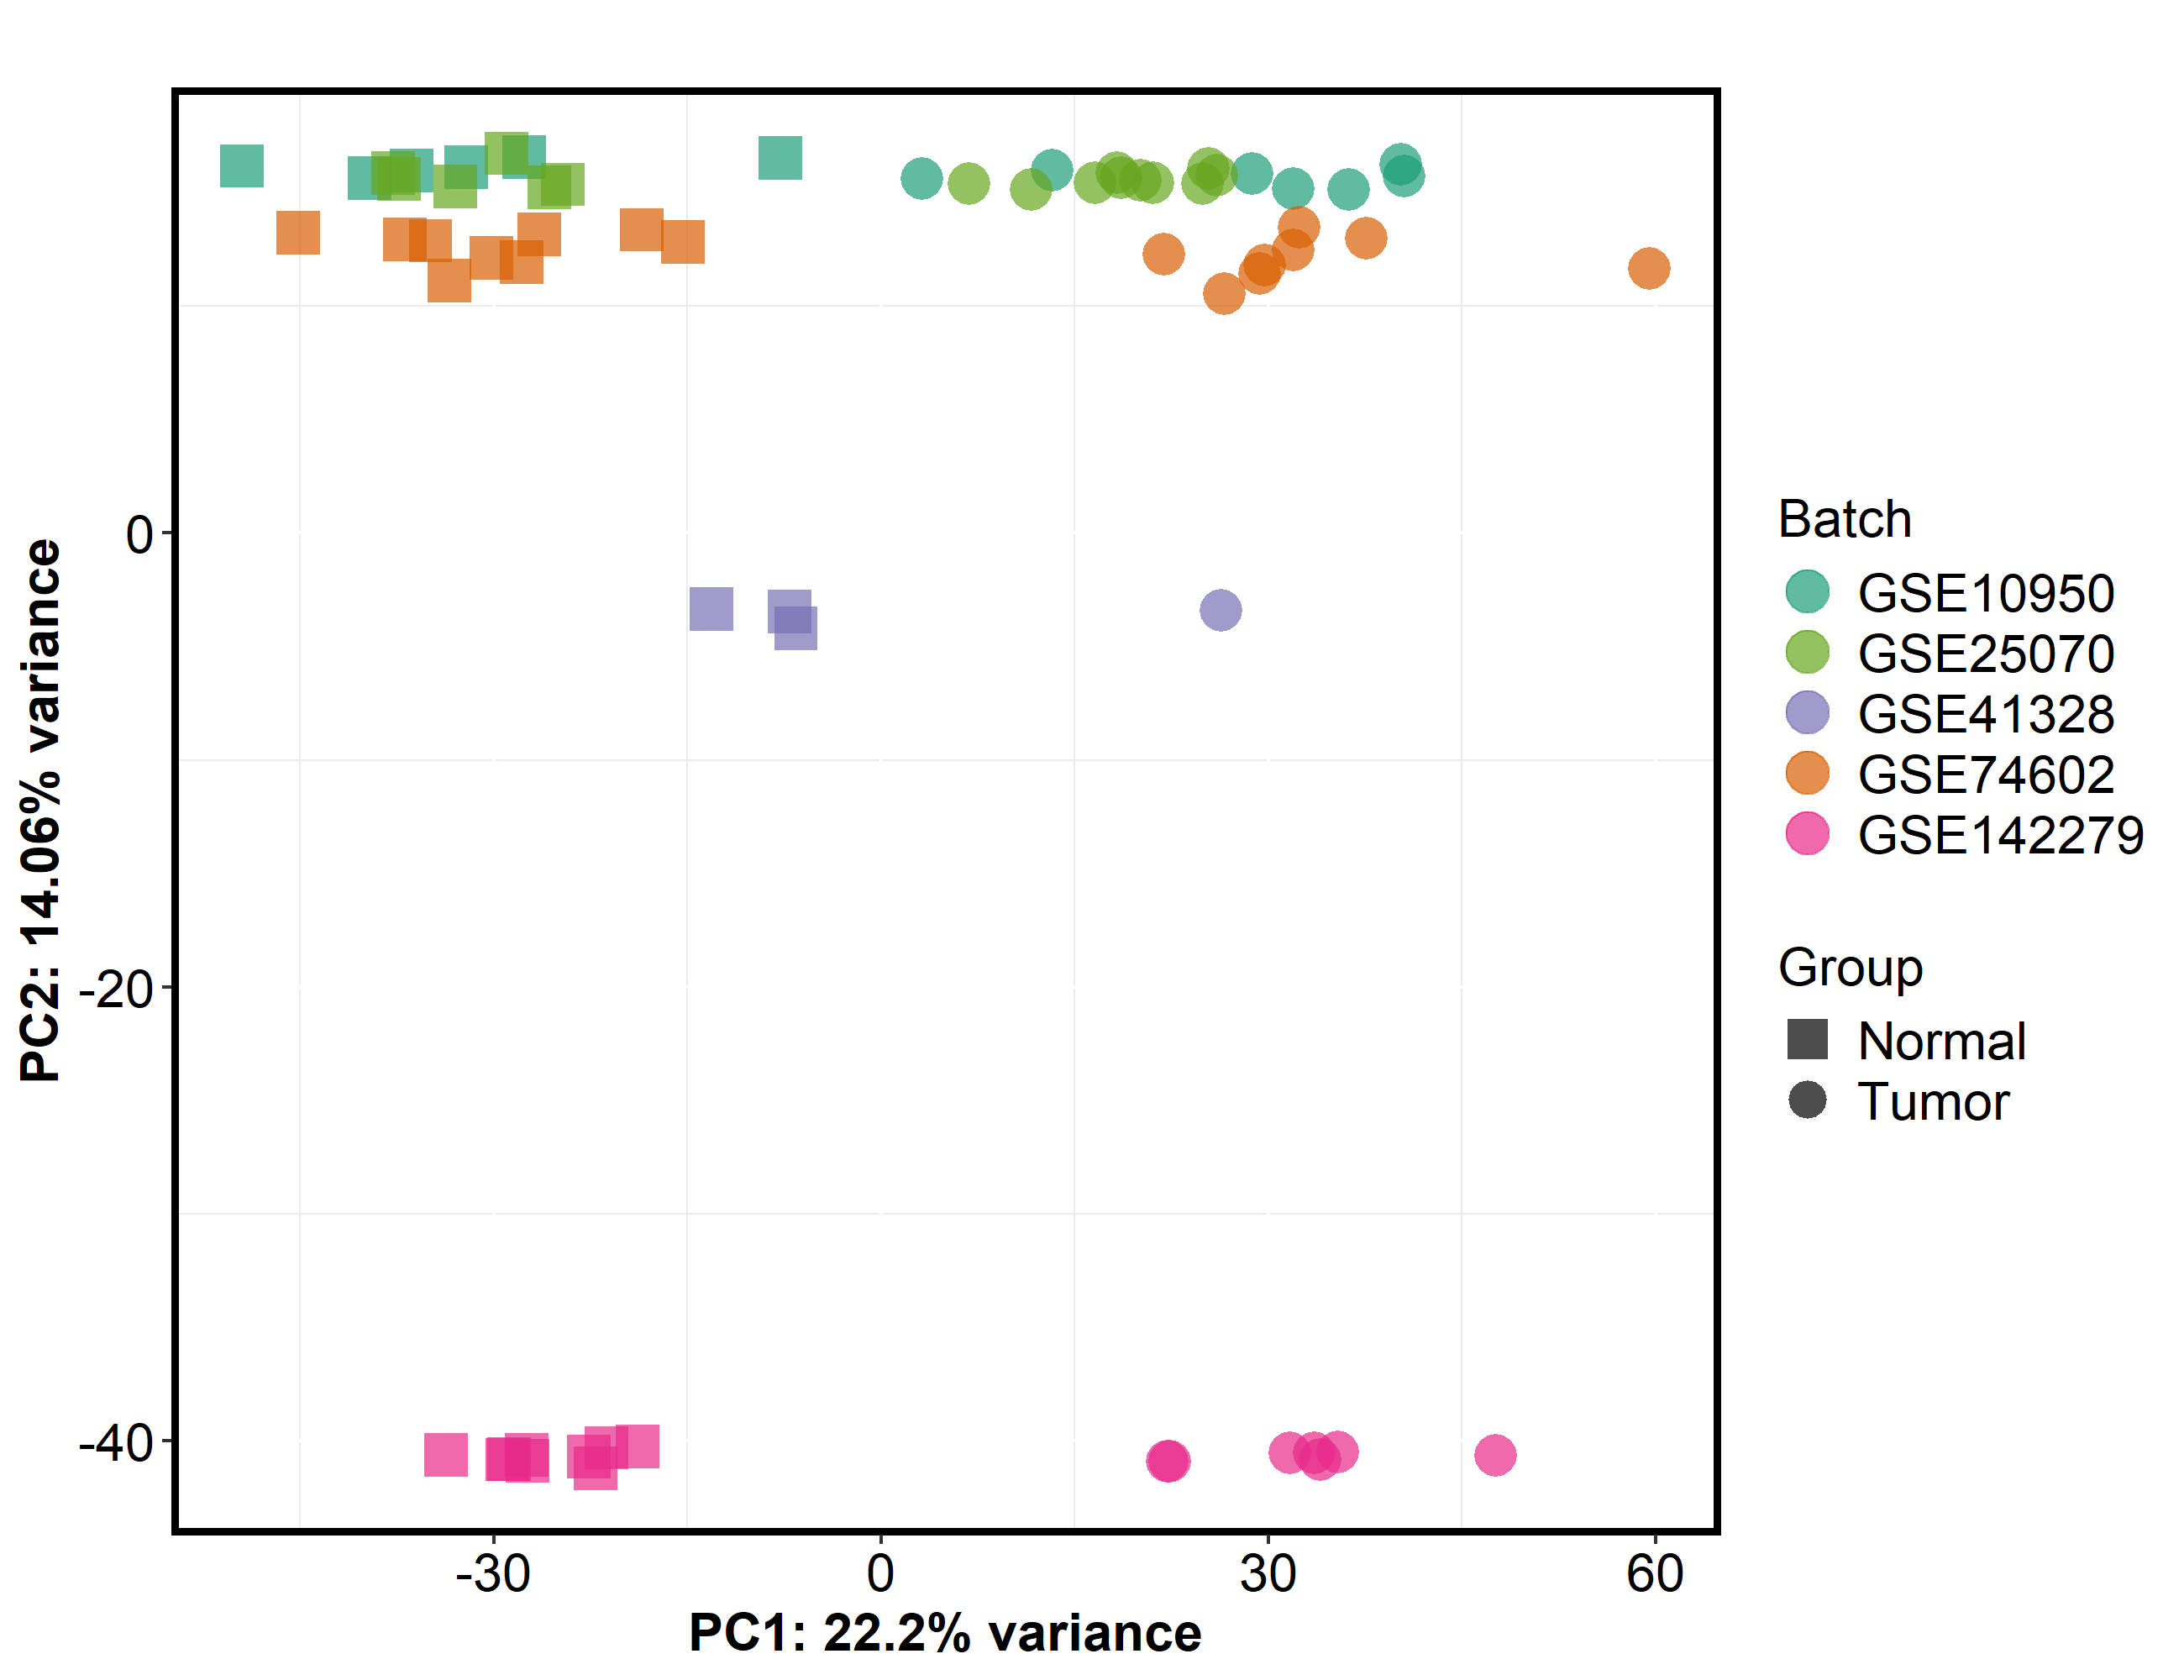 PC2: 14.06% variance
0
-20
-40
-30
0
30
60
PC1: 22.2% variance
Batch
GSE10950
GSE25070
GSE41328
GSE74602
GSE142279
Group
Normal
Tumor